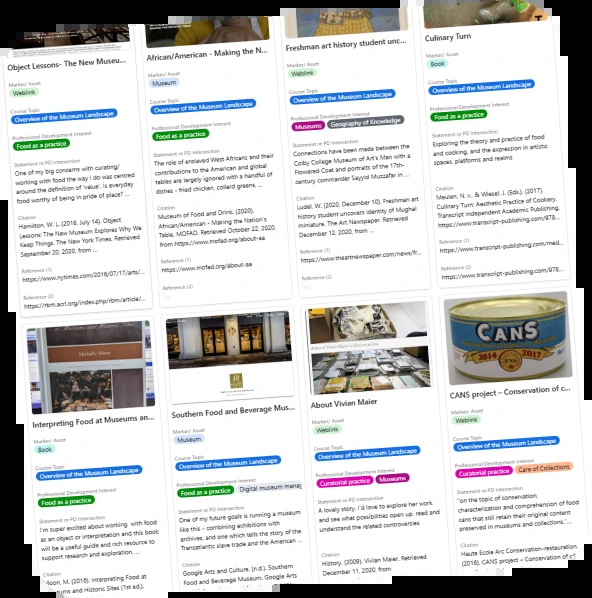 Object Lessons- The New Museu...
Marker/ Asset
Weblink
Course Topic
Overview of the Museum Landscape
Professional Development Interest
Food as a practice
Statement re PD Intersection
One of my big concerns with curating/
working with food the way I do was centred
around the definition of 'value'. Is everyday
food worthy of being in pride of place? ...
Citation
Hamilton, W. L. (2016, July 14). Object
Lessons: The New Museum Explores Why We
Keep Things. The New York Times. Retrieved
September 20, 2020, from ...
Reference (1)
https://www.nytimes.com/2016/07/17/arts/...
Reference (2)
https://rbm.acrl.org/index.php/rbm/article/...
African/American - Making the N...
Marker/ Asset
Museum
Course Topic
Overview of the Museum Landscape
Professional Development Interest
Food as a practice
Statement re PD Intersection
The role of enslaved West Africans and their
contributions to the American and global
tables are largely ignored with a handful of
dishes - fried chicken, collard greens, ...
Citation
Museum of Food and Drink. (2020).
African/American - Making the Nation's
Table. MOFAD. Retrieved October 22, 2020,
from https://www.mofad.org/about-aa
Reference (1)
https://www.mofad.org/about-aa
Reference (2)
Freshman art history student unc...
Marker/ Asset
Weblink
Course Topic
Overview of the Museum Landscape
Professional Development Interest
Museums Geography of Knowledge
Statement re PD Intersection
Connections have been made between the
Colby College Museum of Art's Man with a
Flowered Coat and portraits of the 17th-
century commander Sayyid Muzzafar in ...
Citation
Ludel, W. (2020, December 10). Freshman art
history student uncovers identity of Mughal
miniature. The Art Newspaper. Retrieved
December 12, 2020, from ...
Reference (1)
https://www.theartnewspaper.com/news/fr...
Reference (2)
Culinary Turn
Marker/ Asset
Book
Course Topic
Overview of the Museum Landscape
Professional Development Interest
Food as a practice
Statement re PD Intersection
Exploring the theory and practice of food
and cooking, and the expression in artistic
spaces, platforms and realms
Citation
Meulen, N. v., & Wiesel, J. (Eds.). (2017).
Culinary Turn: Aesthetic Practice of Cookery.
Transcript Independent Academic Publishing.
https://www.transcript-publishing.com/978...
Reference (1)
https://www.transcript-publishing.com/med...
Reference (2)
https://www.transcript-publishing.com/978...
Interpreting Food at Museums an...
Marker/ Asset
Book
Course Topic
Overview of the Museum Landscape
Professional Development Interest
Food as a practice
Statement re PD Intersection
I'm super excited about working with food
as an object or interpretation and this book
will be a useful guide and rich resource to
support research and exploration. ...
Citation
Moon, M. (2016). Interpreting Food at
Museums and Historic Sites (1st ed.).
Southern Food and Beverage Mus...
Marker/ Asset
Museum
Course Topic
Overview of the Museum Landscape
Professional Development Interest
Food as a practice Digital museum manag
Statement re PD Intersection
One of my future goals is running a museum
like this - combining exhibitions with
archives, and one which tells the story of the
Transatlantic slave trade and the American ...
Citation
Google Arts and Culture. (n.d.). Southern
Food and Beverage Museum. Google Arts
About Vivian Maier
Marker/ Asset
Weblink
Course Topic
Overview of the Museum Landscape
Professional Development Interest
Curatorial practice Museums
Statement re PD Intersection
A lovely story. I'd love to explore her work
and see what possibilities open up, read and
understand the related controversies
Citation
History. (2009). Vivian Maier. Retrieved
December 11, 2020, from
CANS
2014 2017
CANS project – Conservation of c...
Marker/ Asset
Weblink
Course Topic
Overview of the Museum Landscape
Professional Development Interest
Curatorial practice Care of Collections
Statement re PD Intersection
"on the topic of conservation,
characterization and comprehension of food
cans that still retain their original content
preserved in museums and collections."...
Citation
Haute Ecole Arc Conservation-restauration.
(2016). CANS project – Conservation of c